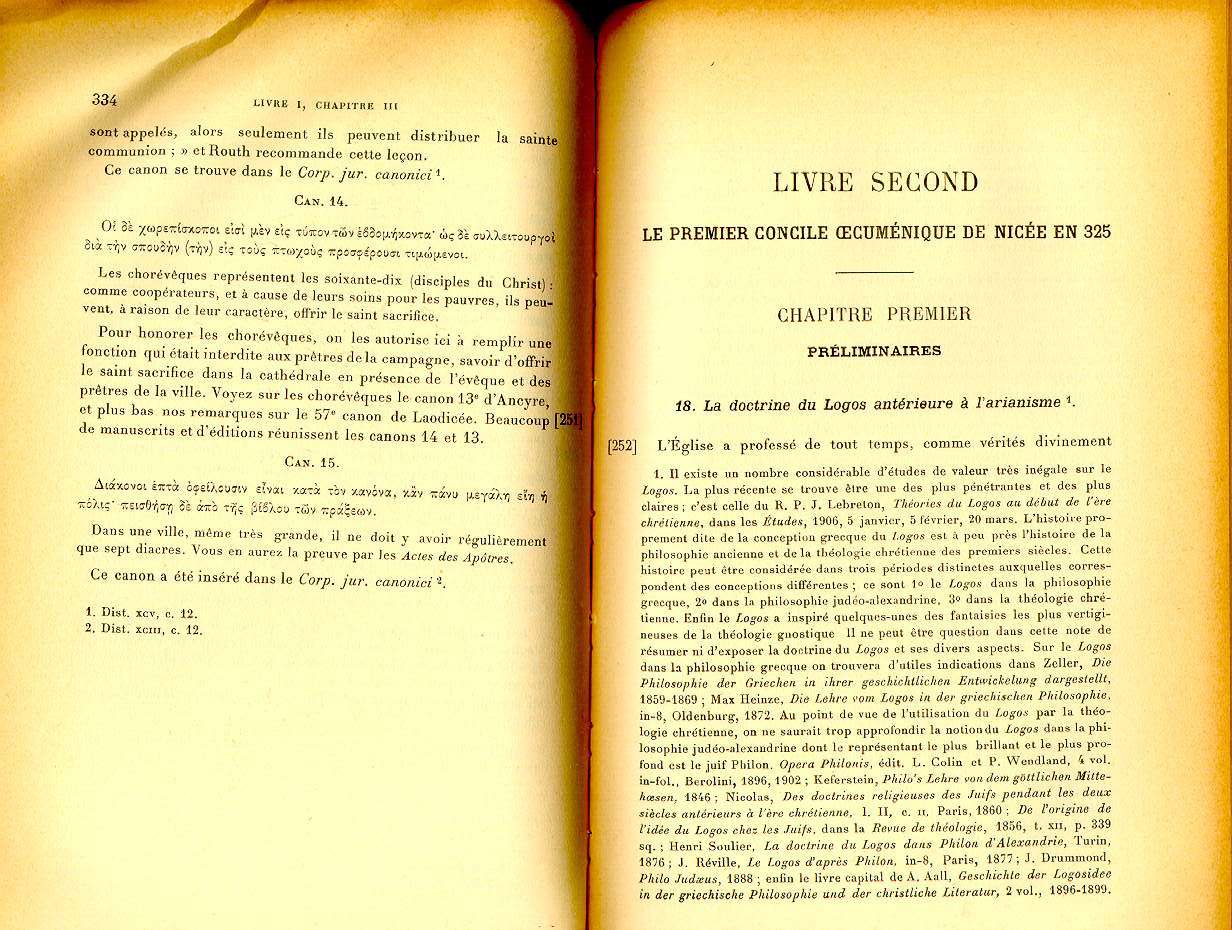 334
LIVRE I, CHAPITRE III
sont appelés, alors seulement ils peuvent distribuer la sainte
communion ; » et Routh recommande cette leçon.
Ce canon se trouve dans le Corp. jur. canonici ¹.
CAN. 14.
Οἱ δὲ χωρεπίσκοποι εἰσὶ μὲν εἰς τύπον τῶν ἑβδομήκοντα· ὡς δὲ συλλειτουργοὶ
διὰ τὴν σπουδὴν (τὴν) εἰς τοὺς πτωχοὺς προσφέρουσι τιμώμενοι.
Les chorévêques représentent les soixante-dix (disciples du Christ) :
comme coopérateurs, et à cause de leurs soins pour les pauvres, ils peu-
vent, à raison de leur caractère, offrir le saint sacrifice.
Pour honorer les chorévêques, on les autorise ici à remplir une
fonction qui était interdite aux prêtres de la campagne, savoir d'offrir
le saint sacrifice dans la cathédrale en présence de l'évêque et des
prêtres de la ville. Voyez sur les chorévêques le canon 13ᵉ d'Ancyre,
et plus bas nos remarques sur le 57ᵉ canon de Laodicée. Beaucoup [251]
de manuscrits et d'éditions réunissent les canons 14 et 13.
CAN. 15.
Διάκονοι ἑπτὰ ὀφείλουσιν εἶναι κατὰ τὸν κανόνα, κἂν πάνυ μεγάλη εἴη ἡ
πόλις· πεισθήσῃ δὲ ἀπὸ τῆς βίβλου τῶν πράξεων.
Dans une ville, même très grande, il ne doit y avoir régulièrement
que sept diacres. Vous en aurez la preuve par les Actes des Apôtres.
Ce canon a été inséré dans le Corp. jur. canonici ².
1. Dist. XCV, c. 12.
2. Dist. XCIII, c. 12.
LIVRE SECOND
LE PREMIER CONCILE ŒCUMÉNIQUE DE NICÉE EN 325
CHAPITRE PREMIER
PRÉLIMINAIRES
18. La doctrine du Logos antérieure à l'arianisme ¹.
[252] L'Église a professé de tout temps, comme vérités divinement
1. Il existe un nombre considérable d'études de valeur très inégale sur le
Logos. La plus récente se trouve être une des plus pénétrantes et des plus
claires ; c'est celle du R. P. J. Lebreton, Théories du Logos au début de l'ère
chrétienne, dans les Études, 1906, 5 janvier, 5 février, 20 mars. L'histoire pro-
prement dite de la conception grecque du Logos est à peu près l'histoire de la
philosophie ancienne et de la théologie chrétienne des premiers siècles. Cette
histoire peut être considérée dans trois périodes distinctes auxquelles corres-
pondent des conceptions différentes ; ce sont 1º le Logos dans la philosophie
grecque, 2º dans la philosophie judéo-alexandrine, 3º dans la théologie chré-
tienne. Enfin le Logos a inspiré quelques-unes des fantaisies les plus vertigi-
neuses de la théologie gnostique Il ne peut être question dans cette note de
résumer ni d'exposer la doctrine du Logos et ses divers aspects. Sur le Logos
dans la philosophie grecque on trouvera d'utiles indications dans Zeller, Die
Philosophie der Griechen in ihrer geschichtlichen Entwickelung dargestellt,
1859-1869 ; Max Heinze, Die Lehre vom Logos in der griechischen Philosophie,
in-8, Oldenburg, 1872. Au point de vue de l'utilisation du Logos par la théo-
logie chrétienne, on ne saurait trop approfondir la notion du Logos dans la phi-
losophie judéo-alexandrine dont le représentant le plus brillant et le plus pro-
fond est le juif Philon. Opera Philonis, édit. L. Colin et P. Wendland, 4 vol.
in-fol., Berolini, 1896, 1902 ; Keferstein, Philo's Lehre von dem göttlichen Mitte-
hœsen, 1846 ; Nicolas, Des doctrines religieuses des Juifs pendant les deux
siècles antérieurs à l'ère chrétienne, l. II, c. II, Paris, 1860 ; De l'origine de
l'idée du Logos chez les Juifs, dans la Revue de théologie, 1856, t. XII, p. 339
sq. ; Henri Soulier, La doctrine du Logos dans Philon d'Alexandrie, Turin,
1876 ; J. Réville, Le Logos d'après Philon, in-8, Paris, 1877 ; J. Drummond,
Philo Judæus, 1888 ; enfin le livre capital de A. Aall, Geschichte der Logosidee
in der griechische Philosophie und der christliche Literatur, 2 vol., 1896-1899.